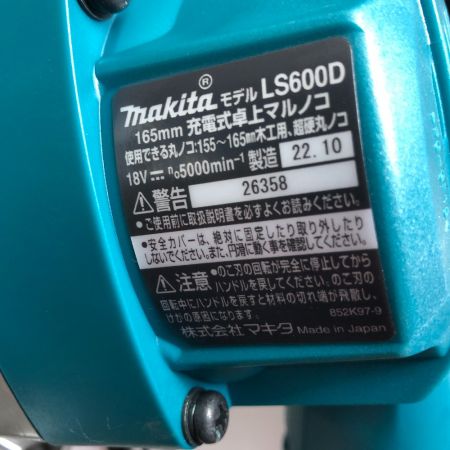 makita® モデル LS600D
165mm 充電式卓上マルノコ
使用できる丸ノコ:155～165mm木工用、超硬丸ノコ
18V⎓ n₀5000min⁻¹ 製造 22.10
⚠警告 26358
•ご使用前に取扱説明書を必ずよくお読みください。
•安全カバーは、絶対に固定したり取り外したり
しないでください。また、円滑に動く事を確認してください。
⚠注意 •のこ刃の回転が完全に停止してから
ハンドルを戻してください。のこ刃の
回転中にハンドルを戻すと材料の切れ端が飛散し、
けがの原因になります。 852K97-9
株式会社マキタ Made in Japan